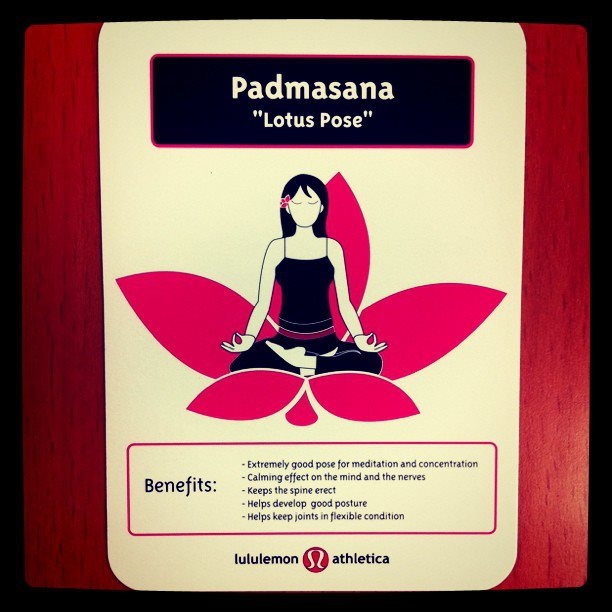 Padmasana
"Lotus Pose"
Benefits:
- Extremely good pose for meditation and concentration
- Calming effect on the mind and the nerves
- Keeps the spine erect
- Helps develop good posture
- Helps keep joints in flexible condition
lululemon athletica